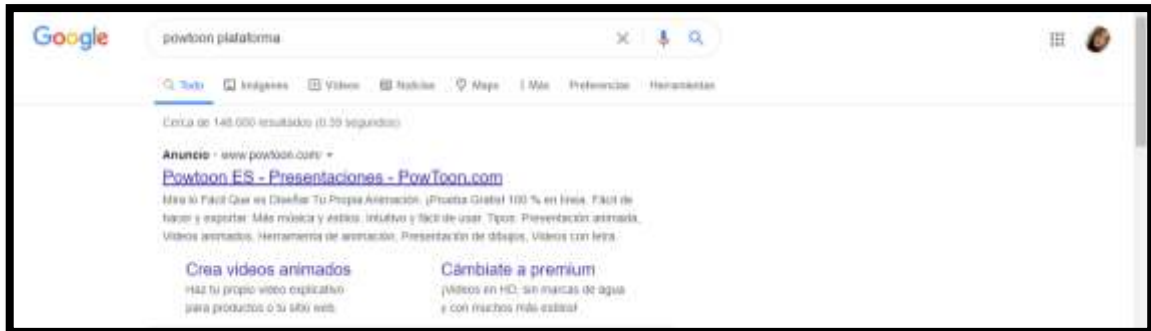 Google
powtoon plataforma
Todo Imágenes Vídeos Noticias Maps Más Preferencias Herramientas
Cerca de 148.000 resultados (0.39 segundos)
Anuncio · www.powtoon.com/
Powtoon ES - Presentaciones - PowToon.com
Mira lo Fácil Que es Diseñar Tu Propia Animación. ¡Prueba Gratis! 100 % en línea. Fácil de
hacer y exportar. Más música y estilos. Intuitivo y fácil de usar. Tipos: Presentación animada,
Vídeos animados, Herramienta de animación, Presentación de dibujos, Vídeos con letra.
Crea videos animados
Haz tu propio video explicativo
para productos o tu sitio web.
Cámbiate a premium
¡Videos en HD, sin marcas de agua
y con muchos más estilos!